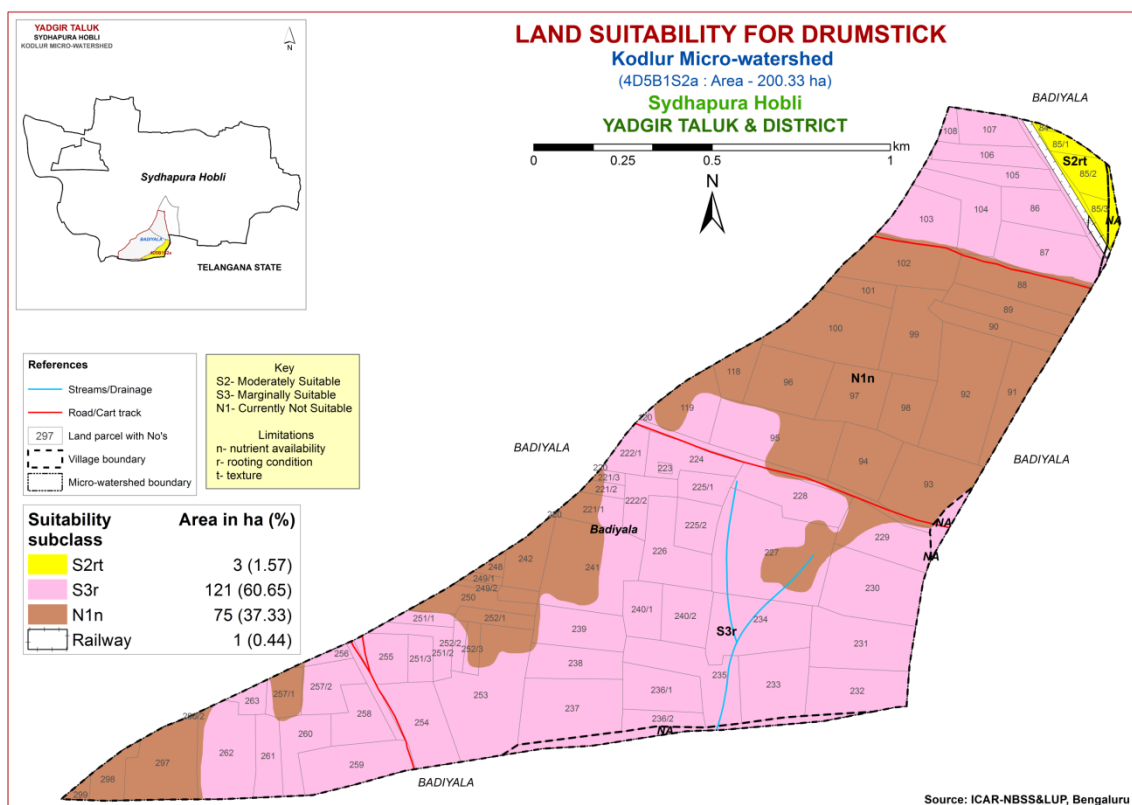 YADGIR TALUK
SYDHAPURA HOBLI
KODLUR MICRO-WATERSHED
N
Sydhapura Hobli
BADIYALA
TELANGANA STATE
LAND SUITABILITY FOR DRUMSTICK
Kodlur Micro-watershed
(4D5B1S2a : Area - 200.33 ha)
Sydhapura Hobli
YADGIR TALUK & DISTRICT
km
0 0.25 0.5 1
N
References
Streams/Drainage
Road/Cart track
297 Land parcel with No's
Village boundary
Micro-watershed boundary
Key
S2- Moderately Suitable
S3- Marginally Suitable
N1- Currently Not Suitable
Limitations
n- nutrient availability
r- rooting condition
t- texture
Suitability subclass Area in ha (%)
S2rt 3 (1.57)
S3r 121 (60.65)
N1n 75 (37.33)
Railway 1 (0.44)
BADIYALA
108 107 84
85/1
S2rt
106 85/2
105
104 86 85/3
103 NA
87
102
88
101
89
100 99 90
118 96 N1n 92 91
97 98
119
95
94
93
BADIYALA
BADIYALA
222/1 224
220 223
221/3
221/2 225/1
228
222/2
221/1
Badiyala 225/2
NA
229
NA
242
248 241 226 227
249/1
249/2
250 230
240/1 240/2
251/1 252/1 239 S3r 234
252/2
251/2
252/3
231
256 255 251/3
238
235
253
257/1 257/2 236/1 233 232
263
258 254 237
236/2
NA
260
262 261
259
297
298
299
BADIYALA
Source: ICAR-NBSS&LUP, Bengaluru